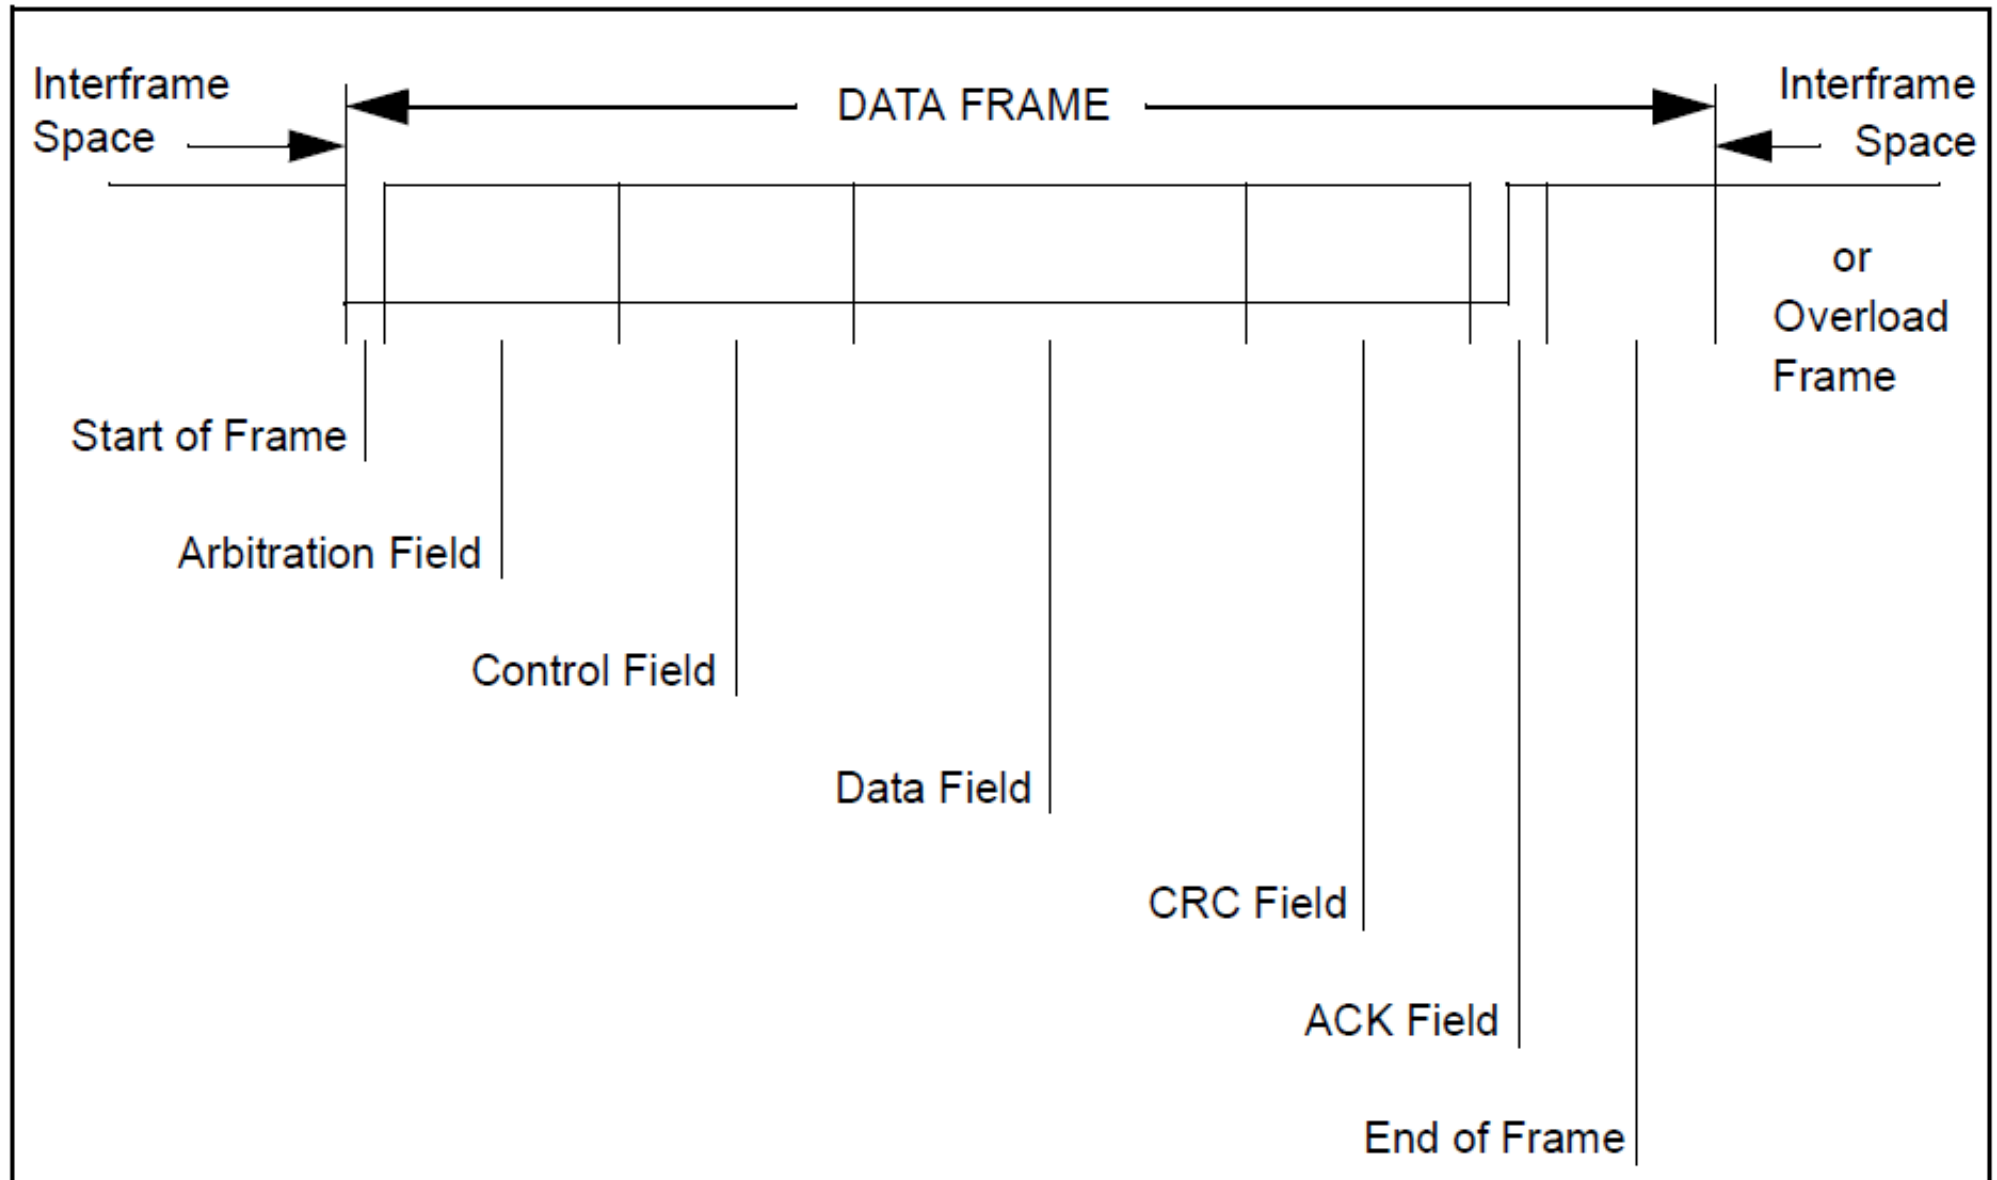 Interframe
Space
DATA FRAME
Interframe
Space
or
Overload
Frame
Start of Frame
Arbitration Field
Control Field
Data Field
CRC Field
ACK Field
End of Frame